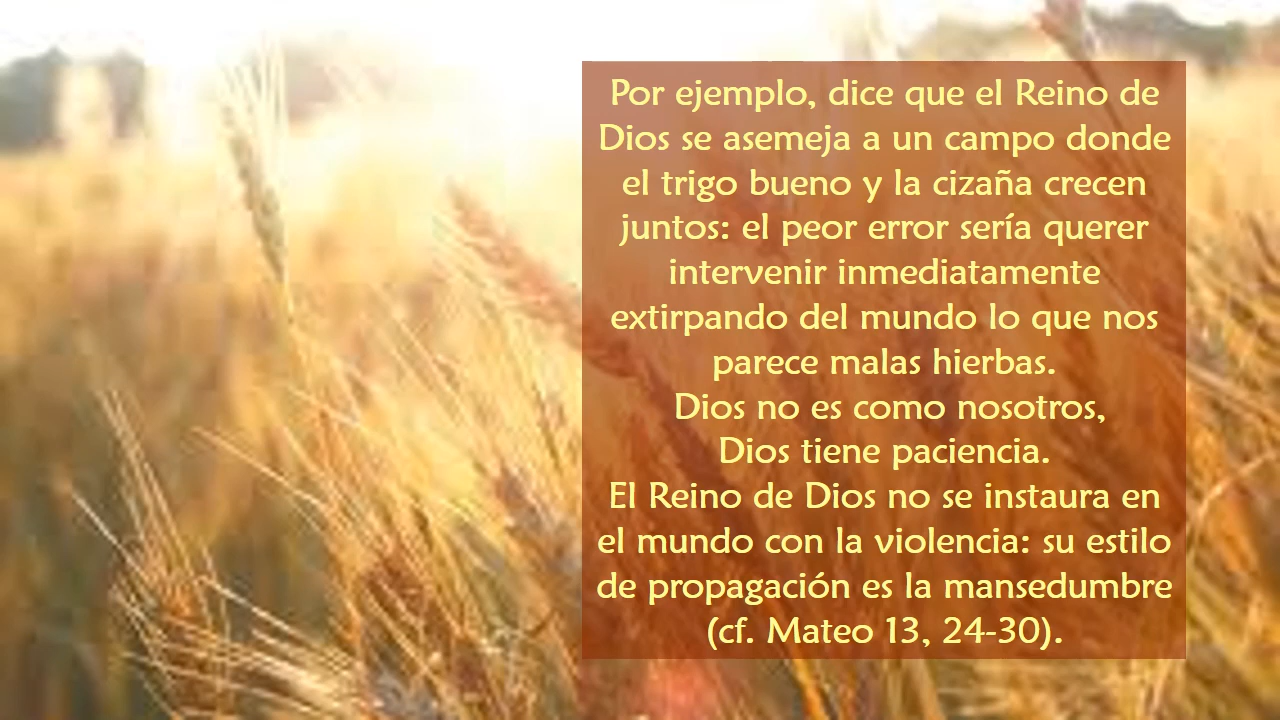 Por ejemplo, dice que el Reino de
Dios se asemeja a un campo donde
el trigo bueno y la cizaña crecen
juntos: el peor error sería querer
intervenir inmediatamente
extirpando del mundo lo que nos
parece malas hierbas.
Dios no es como nosotros,
Dios tiene paciencia.
El Reino de Dios no se instaura en
el mundo con la violencia: su estilo
de propagación es la mansedumbre
(cf. Mateo 13, 24-30).